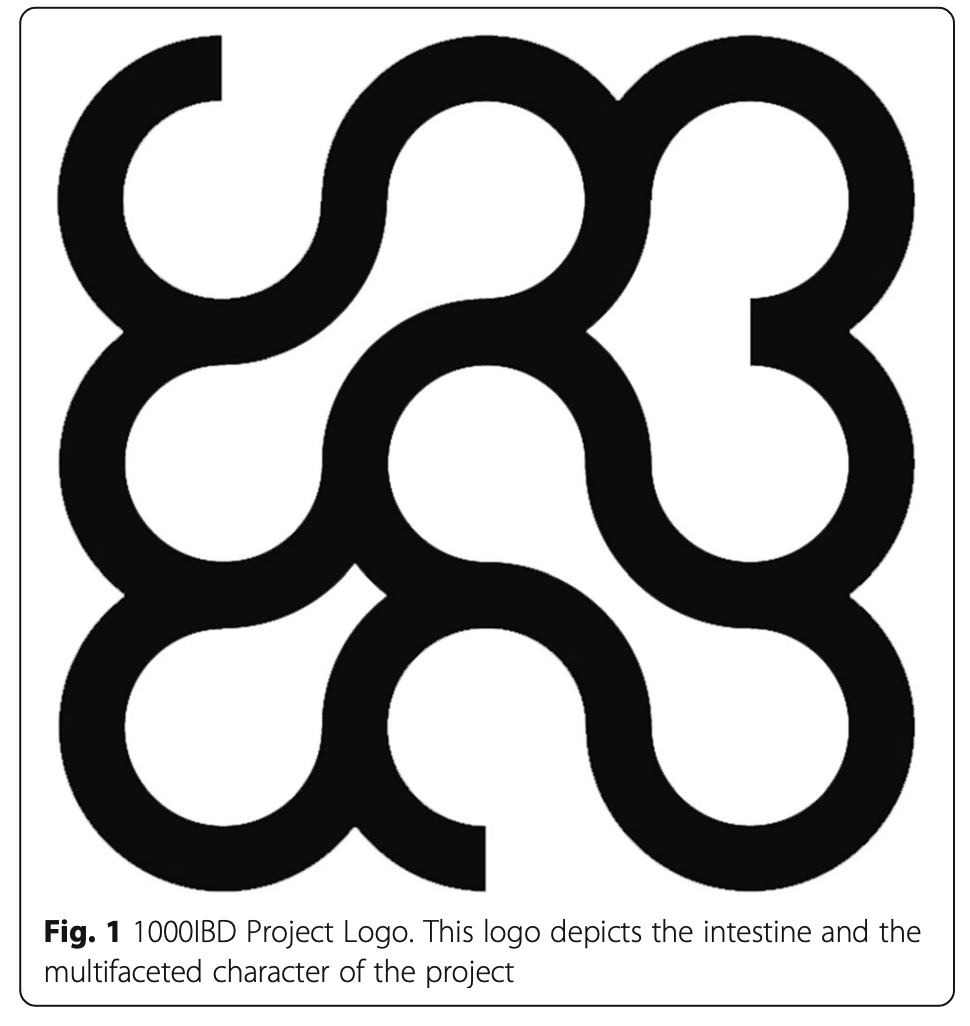 Fig. 1 1000IBD Project Logo. This logo depicts the intestine and the
multifaceted character of the project